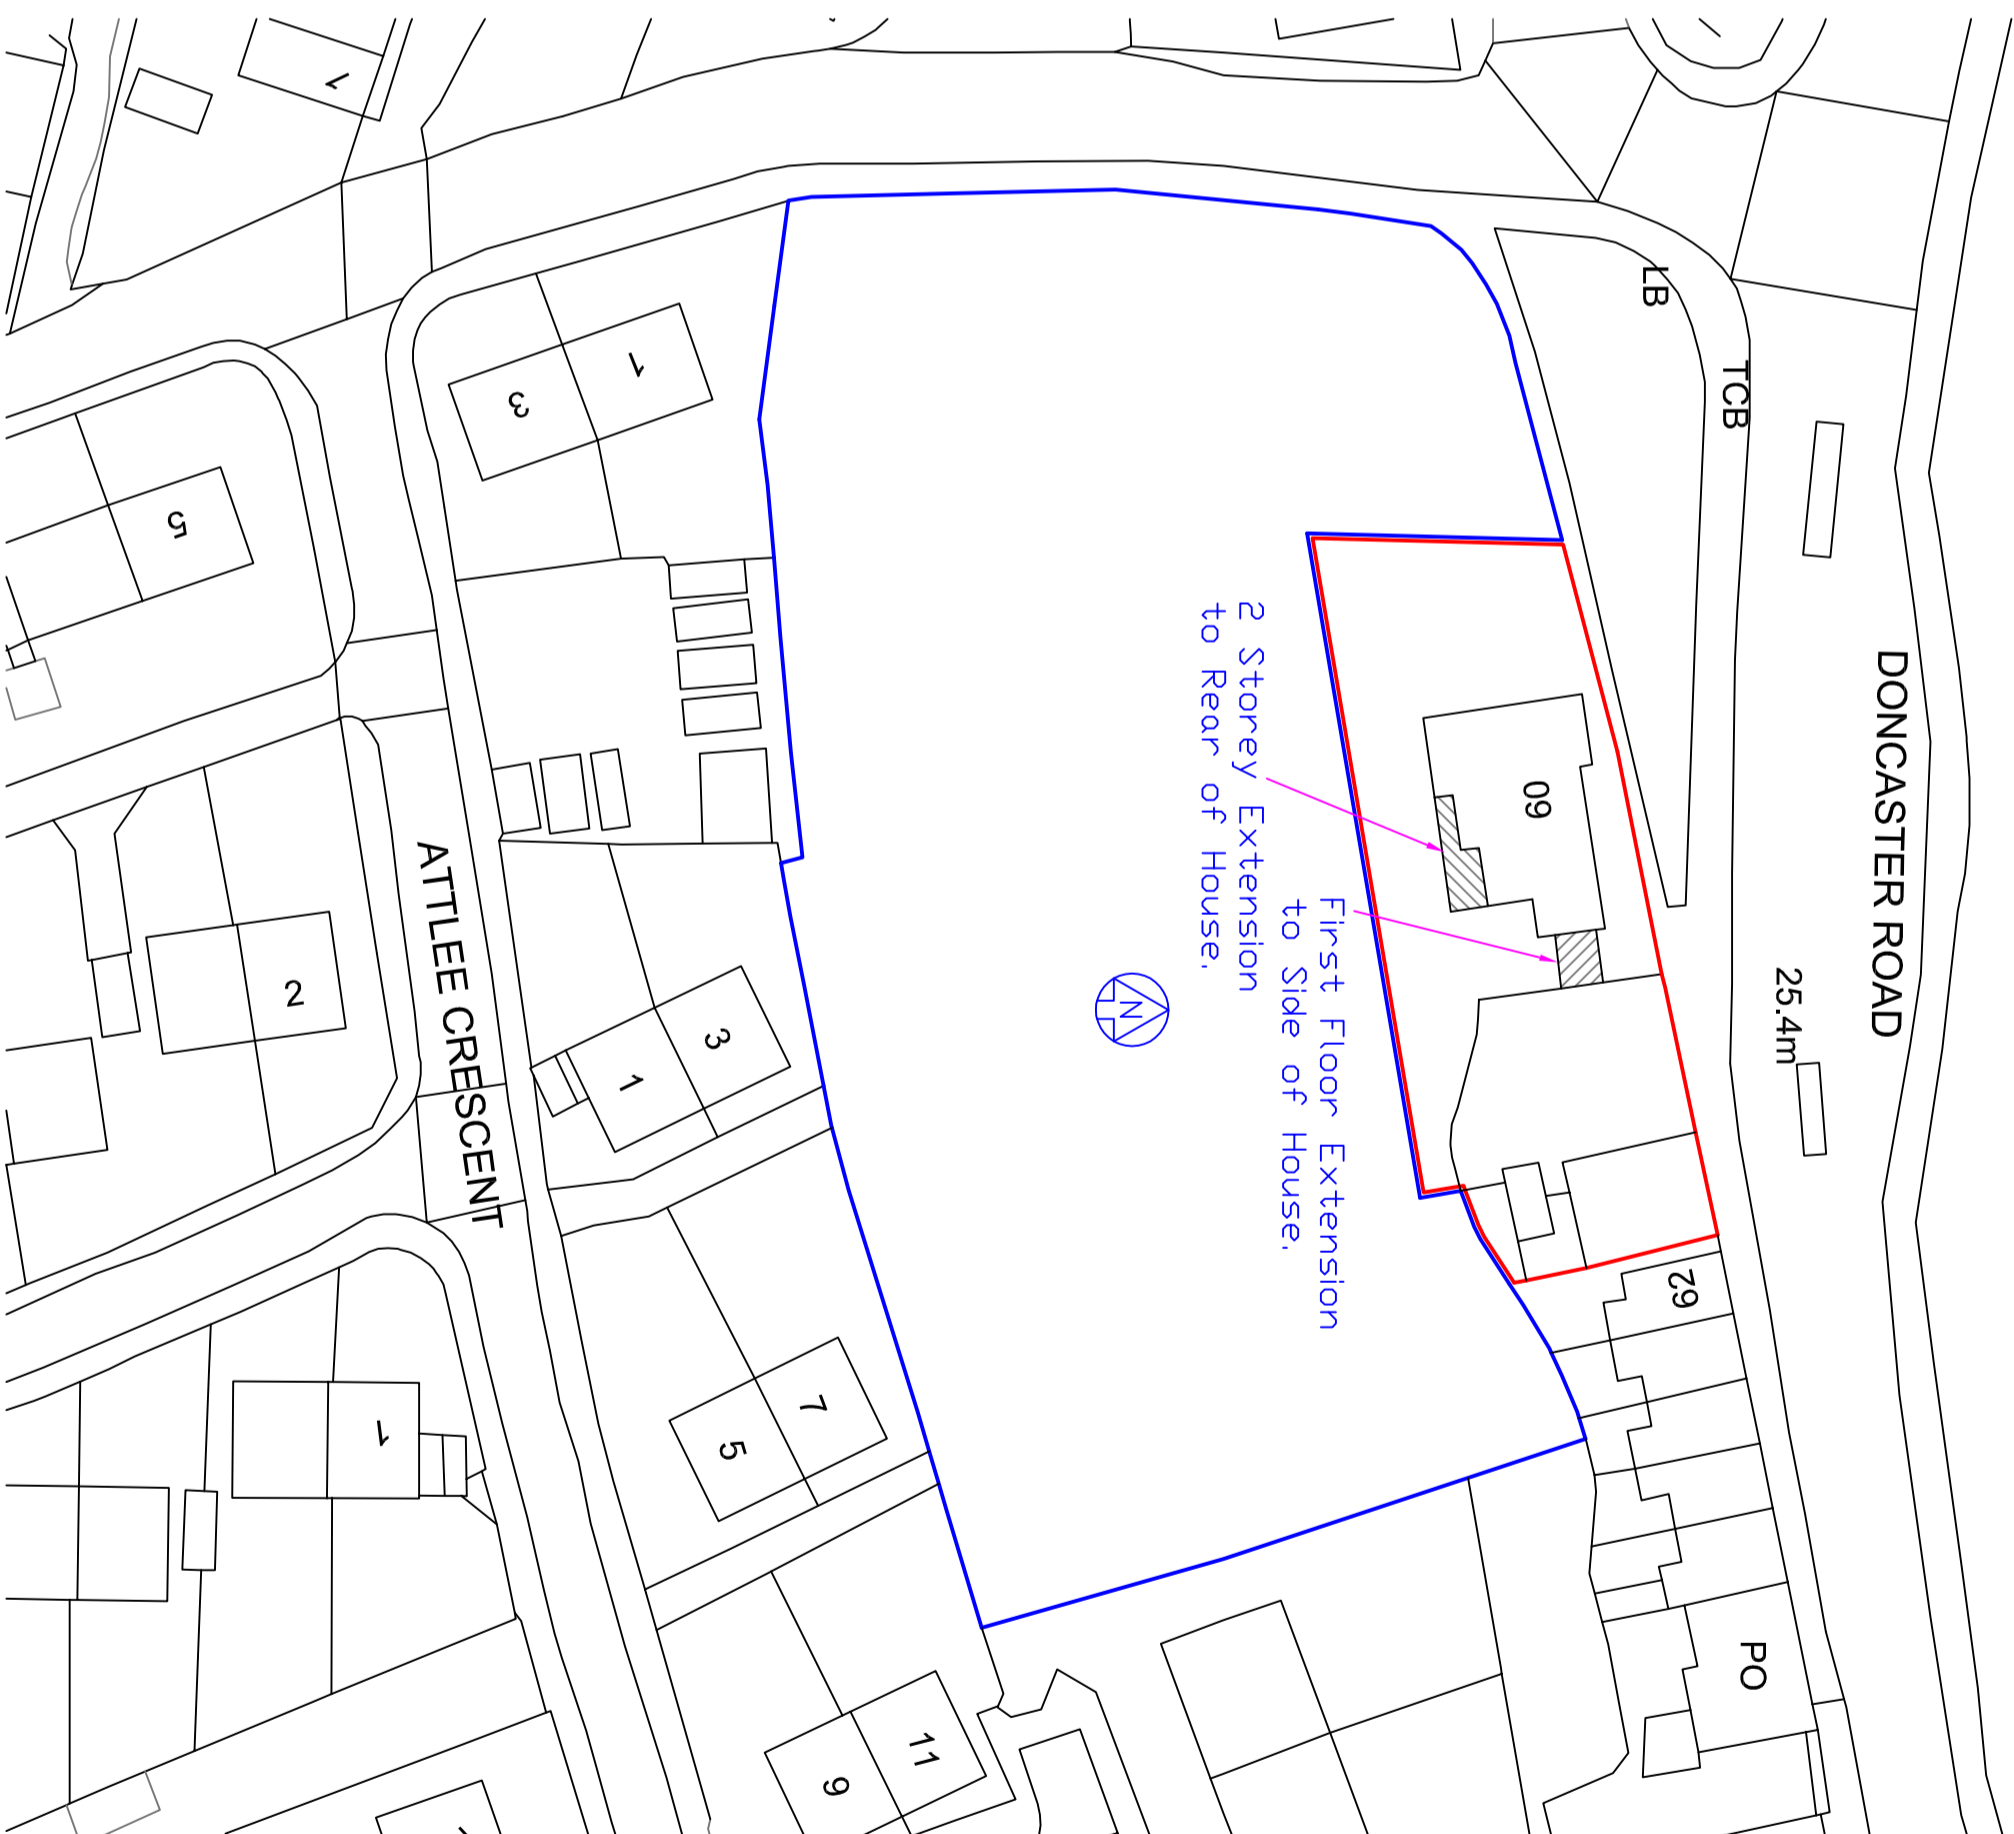 DONCASTER ROAD
25.4m
TCB
LB
60
62
PO
First Floor Extension
to Side of House.
2 Storey Extension
to Rear of House.
N
ATTLEE CRESCENT
1
1
3
5
2
3
1
7
5
1
11
9